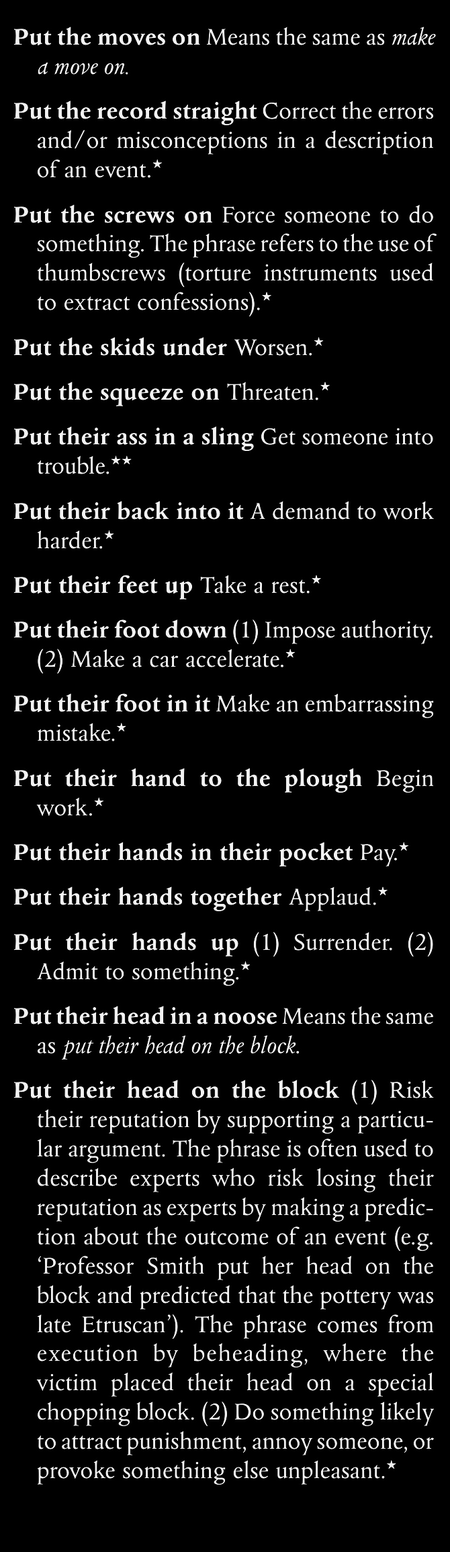 Put the moves on Means the same as make
a move on.
Put the record straight Correct the errors
and/or misconceptions in a description
of an event.★
Put the screws on Force someone to do
something. The phrase refers to the use of
thumbscrews (torture instruments used
to extract confessions).★
Put the skids under Worsen.★
Put the squeeze on Threaten.★
Put their ass in a sling Get someone into
trouble.★★
Put their back into it A demand to work
harder.★
Put their feet up Take a rest.★
Put their foot down (1) Impose authority.
(2) Make a car accelerate.★
Put their foot in it Make an embarrassing
mistake.★
Put their hand to the plough Begin
work.★
Put their hands in their pocket Pay.★
Put their hands together Applaud.★
Put their hands up (1) Surrender. (2)
Admit to something.★
Put their head in a noose Means the same
as put their head on the block.
Put their head on the block (1) Risk
their reputation by supporting a particu-
lar argument. The phrase is often used to
describe experts who risk losing their
reputation as experts by making a predic-
tion about the outcome of an event (e.g.
‘Professor Smith put her head on the
block and predicted that the pottery was
late Etruscan’). The phrase comes from
execution by beheading, where the
victim placed their head on a special
chopping block. (2) Do something likely
to attract punishment, annoy someone, or
provoke something else unpleasant.★